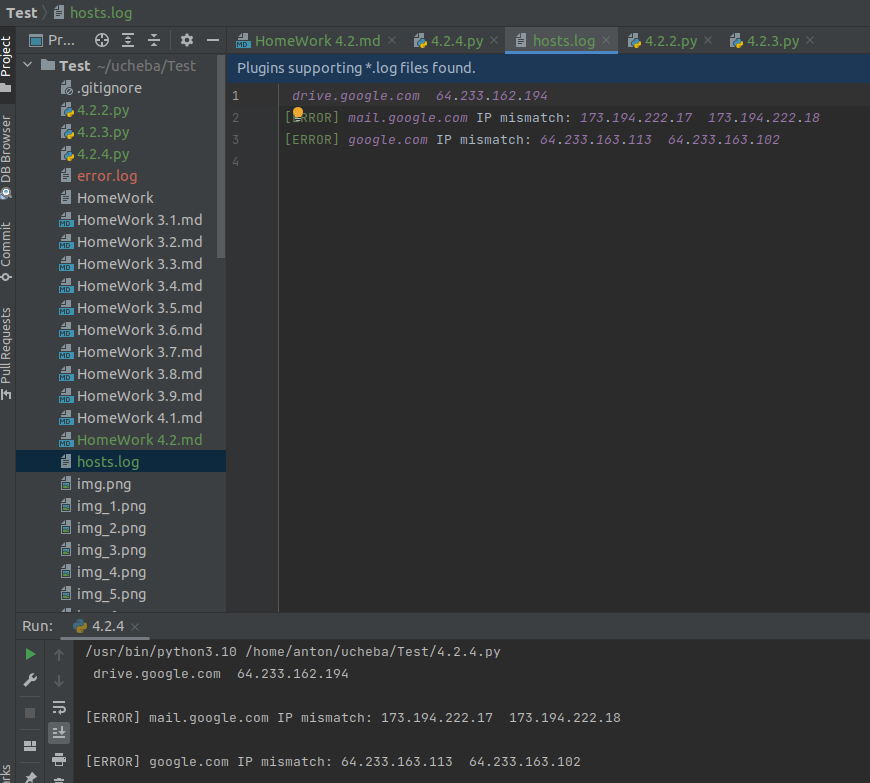 Test hosts.log
Project
DB Browser
Commit
Pull Requests
Pr...
Test ~/ucheba/Test
.gitignore
4.2.2.py
4.2.3.py
4.2.4.py
error.log
HomeWork
HomeWork 3.1.md
HomeWork 3.2.md
HomeWork 3.3.md
HomeWork 3.4.md
HomeWork 3.5.md
HomeWork 3.6.md
HomeWork 3.7.md
HomeWork 3.8.md
HomeWork 3.9.md
HomeWork 4.1.md
HomeWork 4.2.md
hosts.log
img.png
img_1.png
img_2.png
img_3.png
img_4.png
img_5.png
HomeWork 4.2.md 4.2.4.py hosts.log 4.2.2.py 4.2.3.py
Plugins supporting *.log files found.
1 drive.google.com 64.233.162.194
2 [ERROR] mail.google.com IP mismatch: 173.194.222.17 173.194.222.18
3 [ERROR] google.com IP mismatch: 64.233.163.113 64.233.163.102
4
Run: 4.2.4
/usr/bin/python3.10 /home/anton/ucheba/Test/4.2.4.py
drive.google.com 64.233.162.194
[ERROR] mail.google.com IP mismatch: 173.194.222.17 173.194.222.18
[ERROR] google.com IP mismatch: 64.233.163.113 64.233.163.102